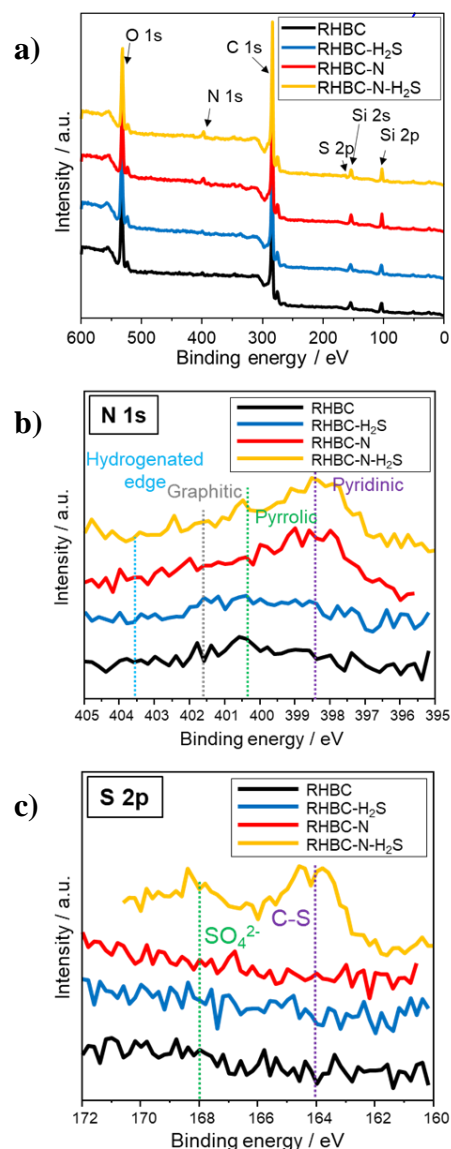 a)
O 1s
C 1s
N 1s
RHBC
RHBC-H₂S
RHBC-N
RHBC-N-H₂S
Si 2s
S 2p
Si 2p
Intensity / a.u.
600 500 400 300 200 100 0
Binding energy / eV
b)
N 1s
RHBC
RHBC-H₂S
RHBC-N
RHBC-N-H₂S
Hydrogenated
edge
Graphitic
Pyrrolic
Pyridinic
Intensity / a.u.
405 404 403 402 401 400 399 398 397 396 395
Binding energy / eV
c)
S 2p
RHBC
RHBC-H₂S
RHBC-N
RHBC-N-H₂S
SO₄²⁻
C-S
Intensity / a.u.
172 170 168 166 164 162 160
Binding energy / eV